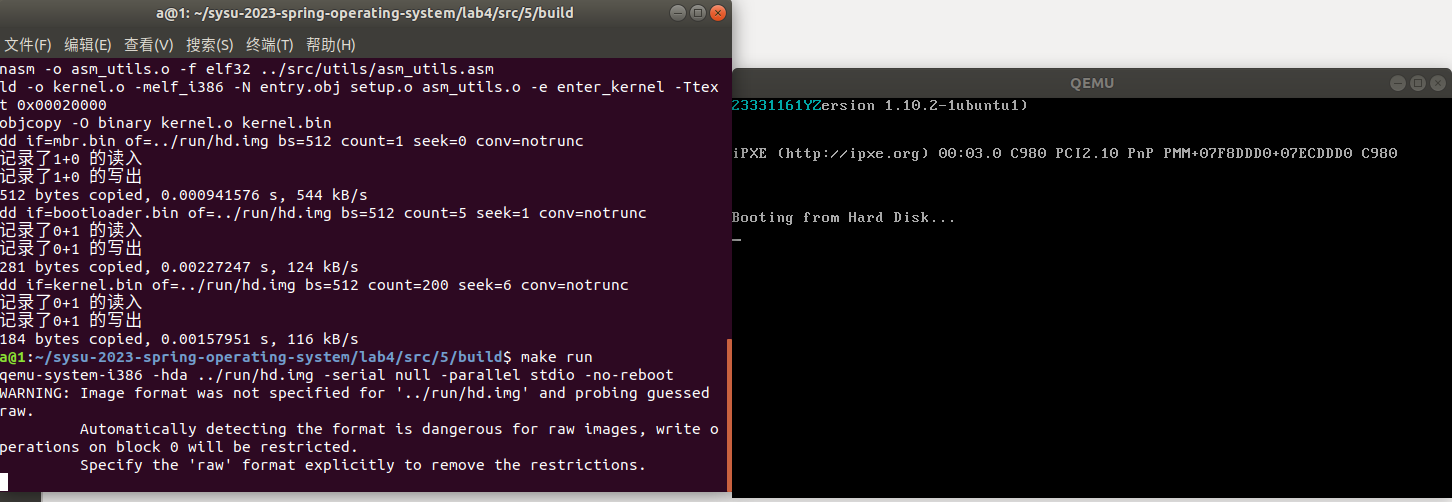 a@1: ~/sysu-2023-spring-operating-system/lab4/src/5/build
文件(F) 编辑(E) 查看(V) 搜索(S) 终端(T) 帮助(H)
nasm -o asm_utils.o -f elf32 ../src/utils/asm_utils.asm
ld -o kernel.o -melf_i386 -N entry.obj setup.o asm_utils.o -e enter_kernel -Ttex
t 0x00020000
objcopy -O binary kernel.o kernel.bin
dd if=mbr.bin of=../run/hd.img bs=512 count=1 seek=0 conv=notrunc
记录了1+0 的读入
记录了1+0 的写出
512 bytes copied, 0.000941576 s, 544 kB/s
dd if=bootloader.bin of=../run/hd.img bs=512 count=5 seek=1 conv=notrunc
记录了0+1 的读入
记录了0+1 的写出
281 bytes copied, 0.00227247 s, 124 kB/s
dd if=kernel.bin of=../run/hd.img bs=512 count=200 seek=6 conv=notrunc
记录了0+1 的读入
记录了0+1 的写出
184 bytes copied, 0.00157951 s, 116 kB/s
a@1:~/sysu-2023-spring-operating-system/lab4/src/5/build$ make run
qemu-system-i386 -hda ../run/hd.img -serial null -parallel stdio -no-reboot
WARNING: Image format was not specified for '../run/hd.img' and probing guessed
raw.
Automatically detecting the format is dangerous for raw images, write o
perations on block 0 will be restricted.
Specify the 'raw' format explicitly to remove the restrictions.
QEMU
23331161YZersion 1.10.2-1ubuntu1)
iPXE (http://ipxe.org) 00:03.0 C980 PCI2.10 PnP PMM+07F8DDD0+07ECDDD0 C980
Booting from Hard Disk...